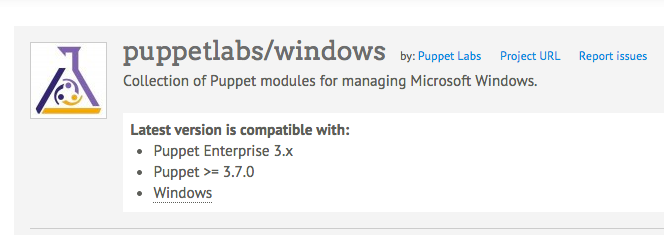 puppetlabs/windows by: Puppet Labs Project URL Report issues
Collection of Puppet modules for managing Microsoft Windows.
Latest version is compatible with:
• Puppet Enterprise 3.x
• Puppet >= 3.7.0
• Windows